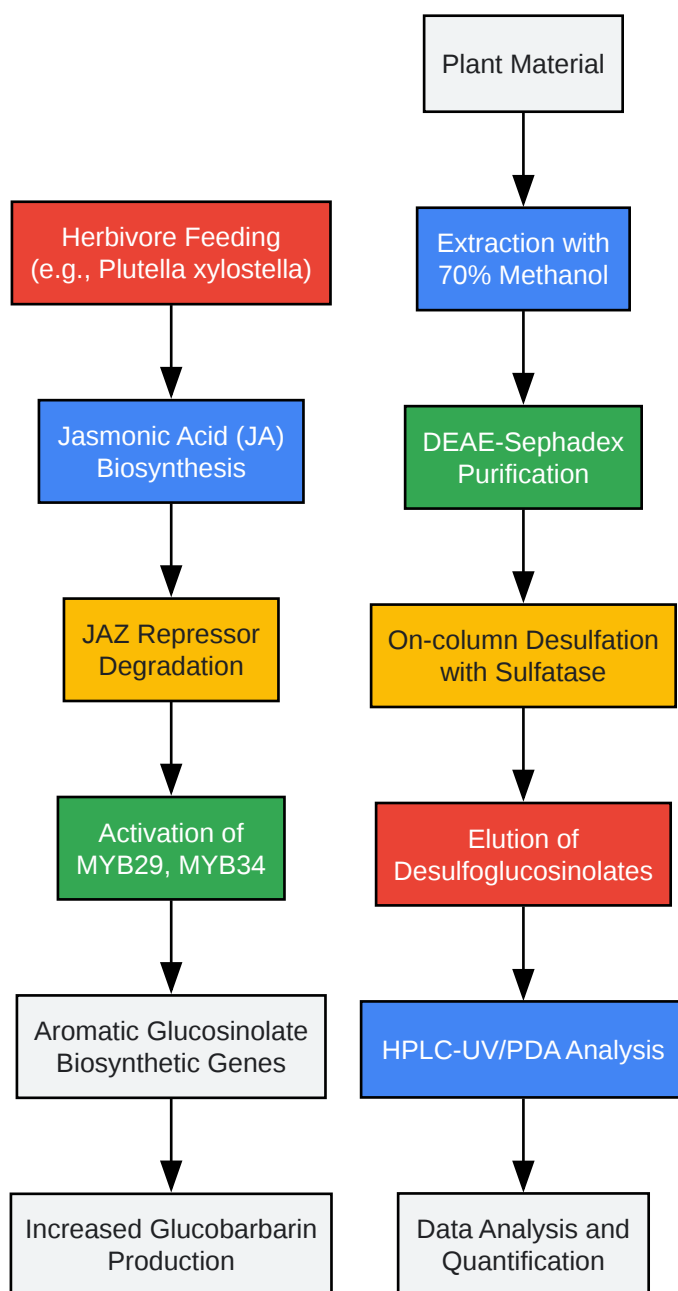 Herbivore Feeding
(e.g., Plutella xylostella)
Jasmonic Acid (JA)
Biosynthesis
JAZ Repressor
Degradation
Activation of
MYB29, MYB34
Aromatic Glucosinolate
Biosynthetic Genes
Increased Glucobarbarin
Production
Plant Material
Extraction with
70% Methanol
DEAE-Sephadex
Purification
On-column Desulfation
with Sulfatase
Elution of
Desulfoglucosinolates
HPLC-UV/PDA Analysis
Data Analysis and
Quantification